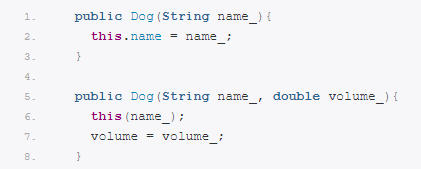 1. public Dog(String name_){
2. this.name = name_;
3. }
4.
5. public Dog(String name_, double volume_){
6. this(name_);
7. volume = volume_;
8. }